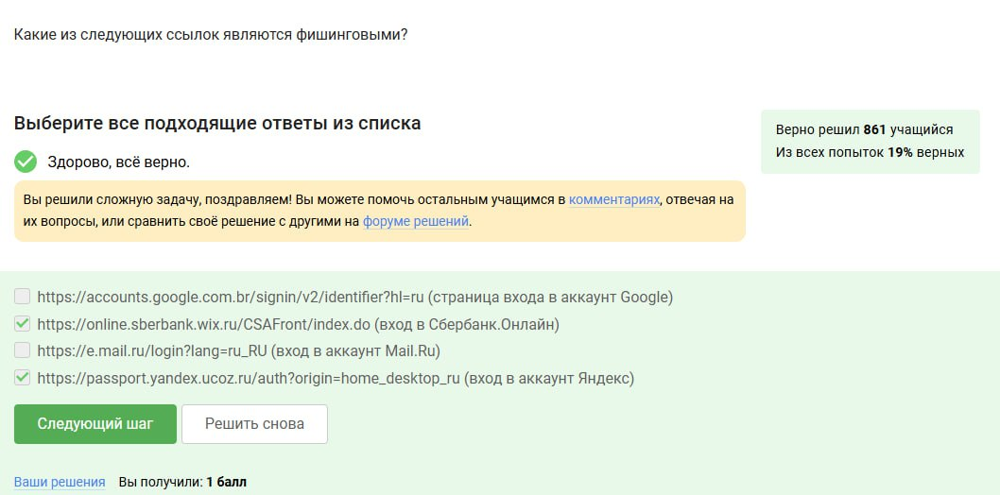 Какие из следующих ссылок являются фишинговыми?
Выберите все подходящие ответы из списка
Верно решил 861 учащийся
Из всех попыток 19% верных
Здорово, всё верно.
Вы решили сложную задачу, поздравляем! Вы можете помочь остальным учащимся в комментариях, отвечая на
их вопросы, или сравнить своё решение с другими на форуме решений.
https://accounts.google.com.br/signin/v2/identifier?hl=ru (страница входа в аккаунт Google)
https://online.sberbank.wix.ru/CSAFront/index.do (вход в Сбербанк.Онлайн)
https://e.mail.ru/login?lang=ru_RU (вход в аккаунт Mail.Ru)
https://passport.yandex.ucoz.ru/auth?origin=home_desktop_ru (вход в аккаунт Яндекс)
Следующий шаг
Решить снова
Ваши решения Вы получили: 1 балл